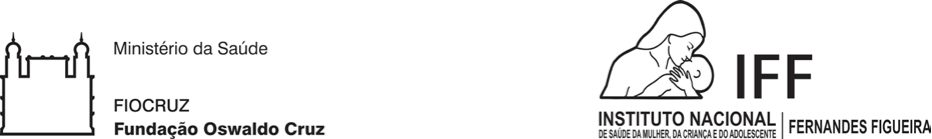 Ministério da Saúde
FIOCRUZ
Fundação Oswaldo Cruz
IFF
INSTITUTO NACIONAL
DE SAÚDE DA MULHER, DA CRIANÇA E DO ADOLESCENTE
FERNANDES FIGUEIRA